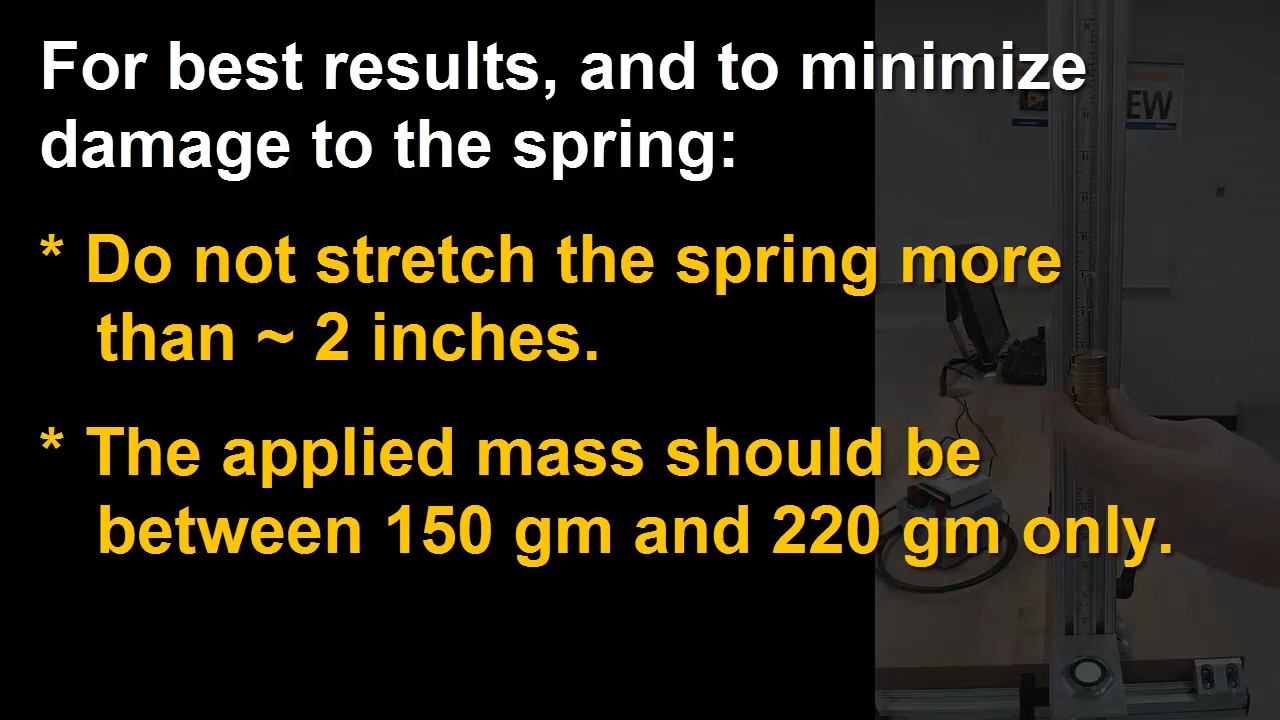 For best results, and to minimize
damage to the spring:
* Do not stretch the spring more
than ~ 2 inches.
* The applied mass should be
between 150 gm and 220 gm only.
EW